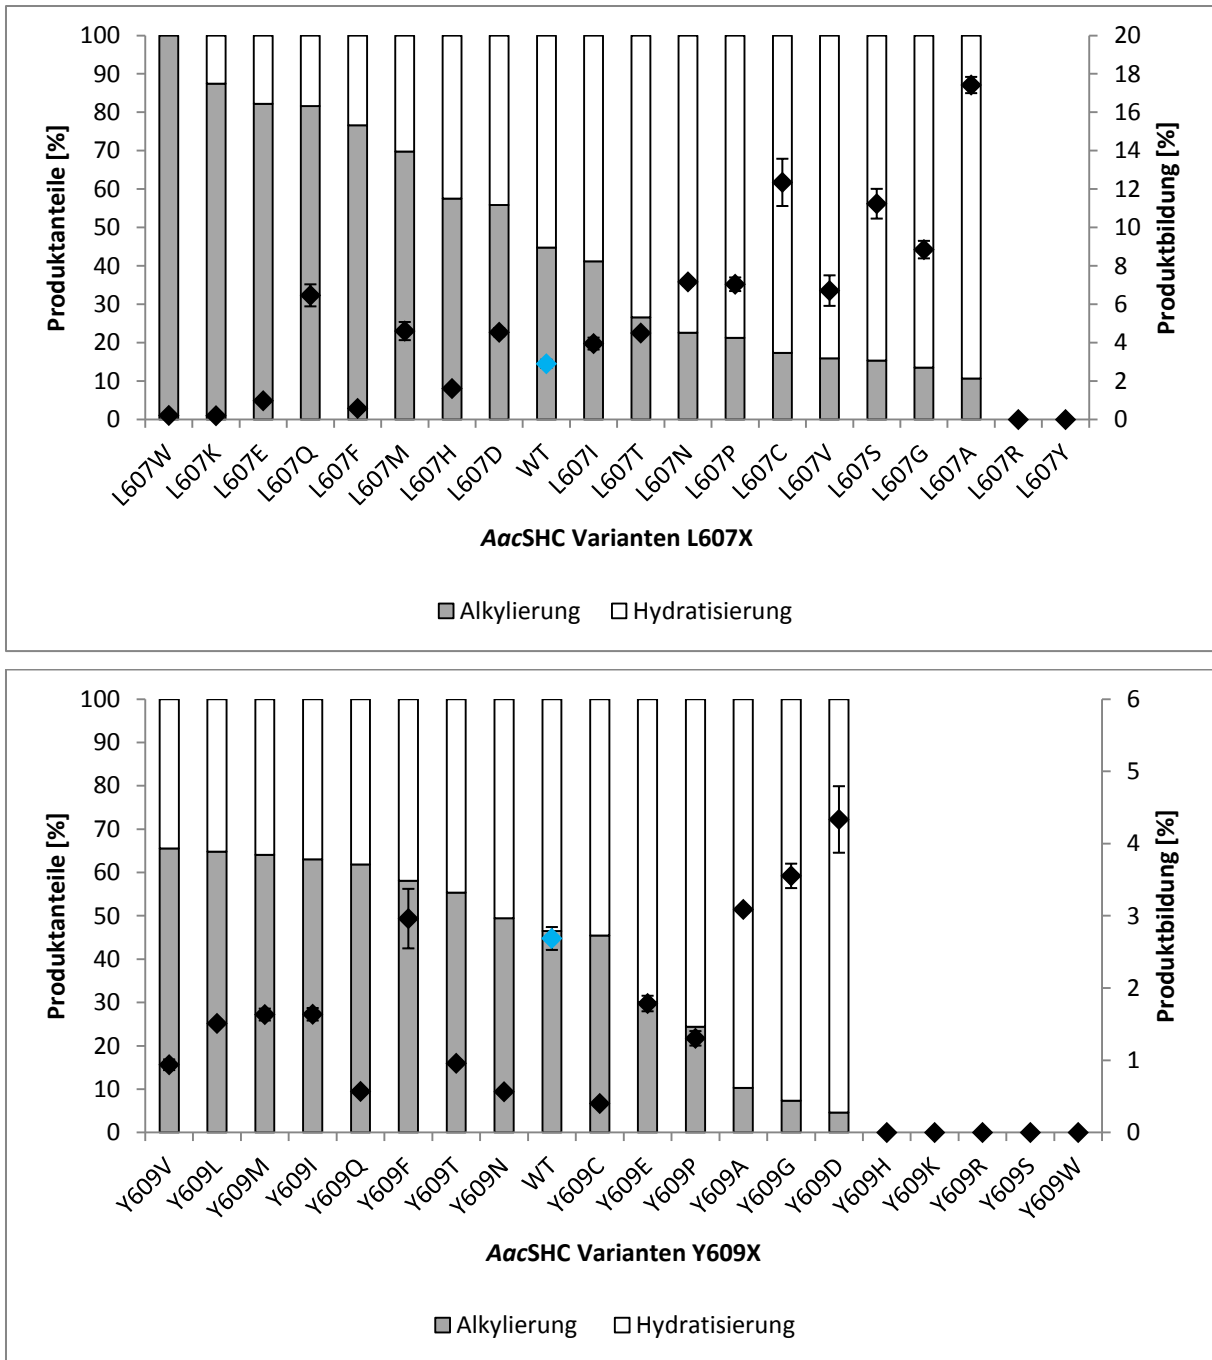 Produktanteile [%]
100
90
80
70
60
50
40
30
20
10
0
20
18
16
14
12
10
8
6
4
2
0
Produktbildung [%]
L607W
L607K
L607E
L607Q
L607F
L607M
L607H
L607D
WT
L607I
L607T
L607N
L607P
L607C
L607V
L607S
L607G
L607A
L607R
L607Y
AacSHC Varianten L607X
Alkylierung Hydratisierung
Produktanteile [%]
100
90
80
70
60
50
40
30
20
10
0
6
5
4
3
2
1
0
Produktbildung [%]
Y609V
Y609L
Y609M
Y609I
Y609Q
Y609F
Y609T
Y609N
WT
Y609C
Y609E
Y609P
Y609A
Y609G
Y609D
Y609H
Y609K
Y609R
Y609S
Y609W
AacSHC Varianten Y609X
Alkylierung Hydratisierung